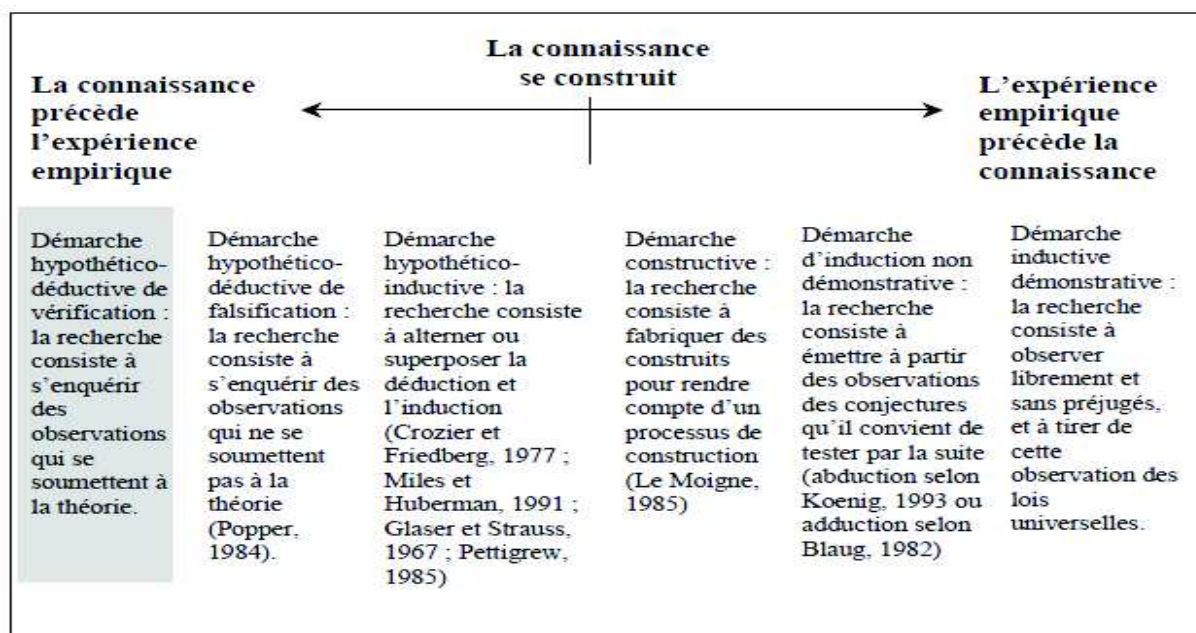 La connaissance
se construit
La connaissance
précède
l'expérience
empirique
L'expérience
empirique
précède la
connaissance
Démarche
hypothético-
déductive de
vérification :
la recherche
consiste à
s'enquérir
des
observations
qui se
soumettent à
la théorie.
Démarche
hypothético-
déductive de
falsification :
la recherche
consiste à
s'enquérir des
observations
qui ne se
soumettent
pas à la
théorie
(Popper,
1984).
Démarche
hypothético-
inductive : la
recherche consiste
à alterner ou
superposer la
déduction et
l'induction
(Crozier et
Friedberg, 1977 ;
Miles et
Huberman, 1991 ;
Glaser et Strauss,
1967 ; Pettigrew,
1985)
Démarche
constructive :
la recherche
consiste à
fabriquer des
construits
pour rendre
compte d'un
processus de
construction
(Le Moigne,
1985)
Démarche
d'induction non
démonstrative :
la recherche
consiste à
émettre à partir
des observations
des conjectures
qu'il convient de
tester par la suite
(abduction selon
Koenig, 1993 ou
adduction selon
Blaug, 1982)
Démarche
inductive
démonstrative :
la recherche
consiste à
observer
librement et
sans préjugés,
et à tirer de
cette
observation des
lois
universelles.